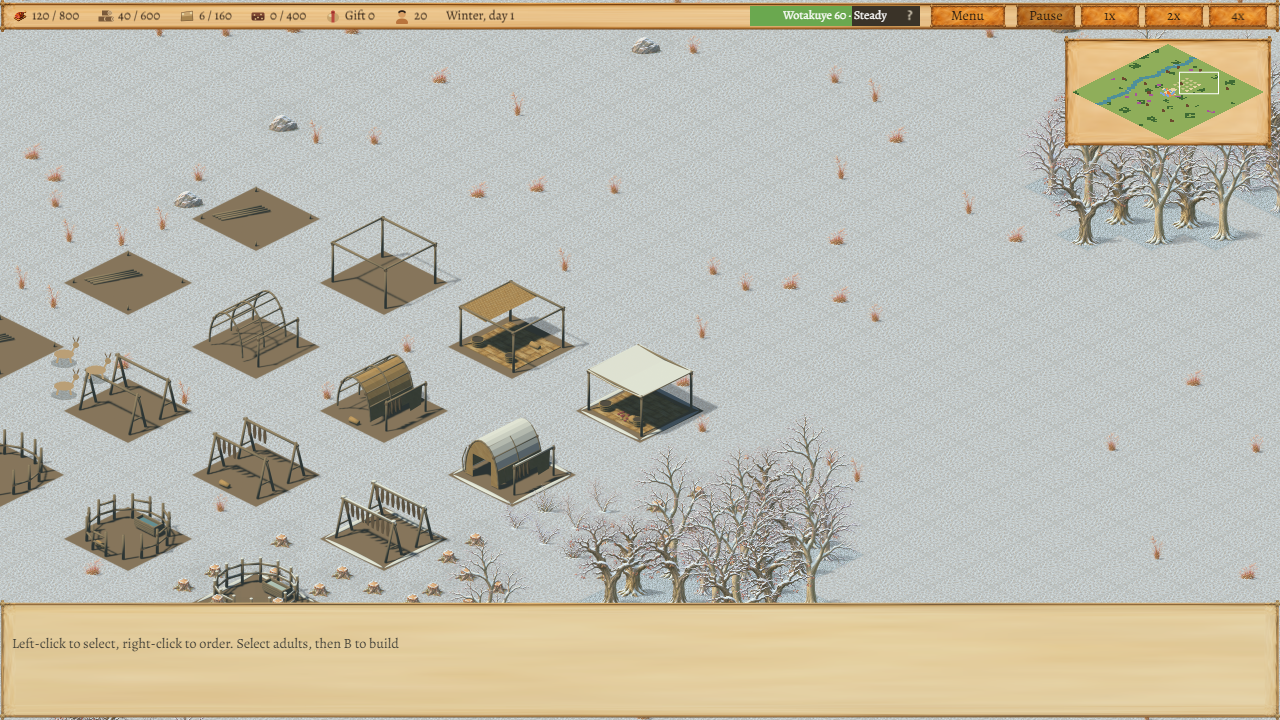 120 / 800 40 / 600 6 / 160 0 / 400 Gift 0 20 Winter, day 1 Wotakuye 60 - Steady ? Menu Pause 1x 2x 4x
Left-click to select, right-click to order. Select adults, then B to build